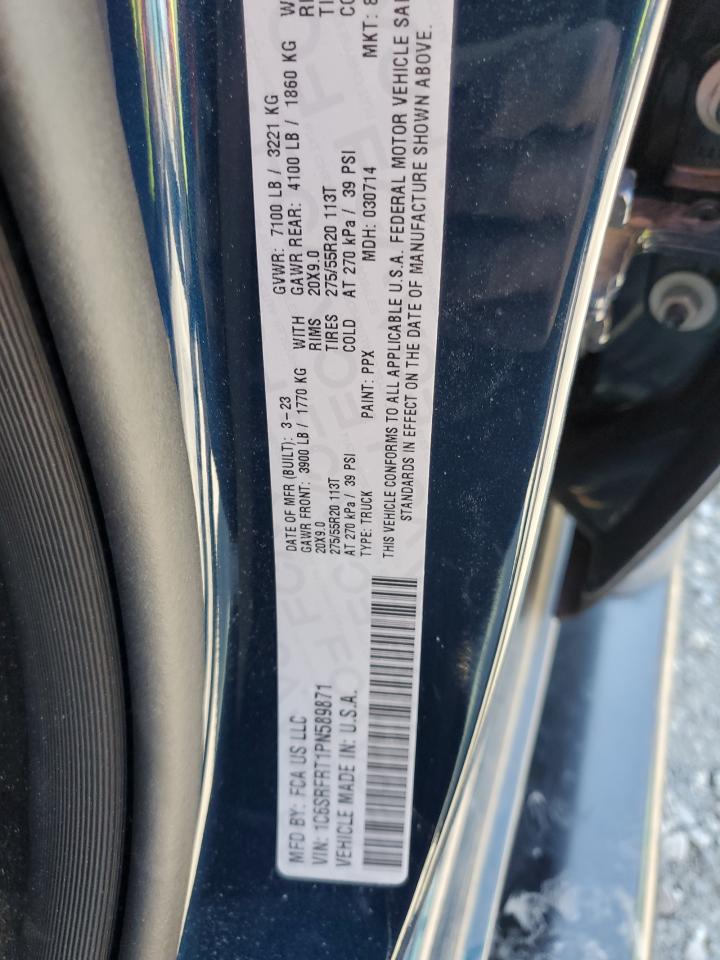 MFD BY: FCA US LLC
VIN: 1C6SRFRT1PN589871
VEHICLE MADE IN: U.S.A.
DATE OF MFR (BUILT): 3-23 GVWR: 7100 LB / 3221 KG
GAWR FRONT: 3900 LB / 1770 KG WITH GAWR REAR: 4100 LB / 1860 KG
20X9.0 RIMS 20X9.0
275/55R20 113T TIRES 275/55R20 113T
AT 270 kPa / 39 PSI COLD AT 270 kPa / 39 PSI
TYPE: TRUCK PAINT: PPX MDH: 030714 MKT:
THIS VEHICLE CONFORMS TO ALL APPLICABLE U.S.A. FEDERAL MOTOR VEHICLE
STANDARDS IN EFFECT ON THE DATE OF MANUFACTURE SHOWN ABOVE.